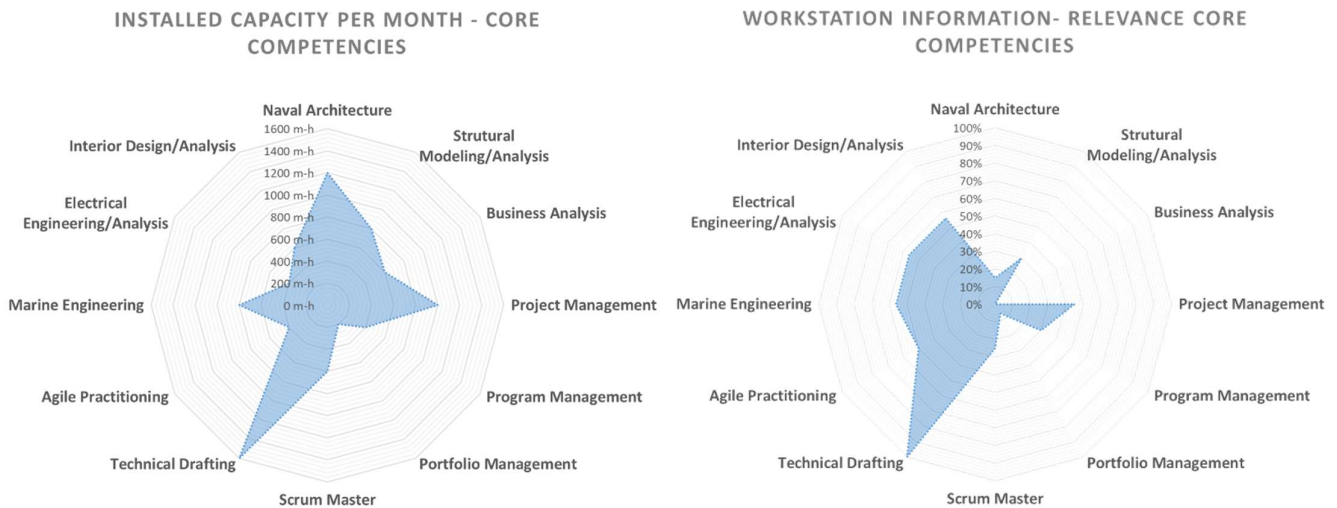 INSTALLED CAPACITY PER MONTH - CORE
COMPETENCIES
Naval Architecture
1600 m-h
1400 m-h
1200 m-h
1000 m-h
800 m-h
600 m-h
400 m-h
200 m-h
0 m-h
Strutural
Modeling/Analysis
Business Analysis
Project Management
Program Management
Portfolio Management
Scrum Master
Technical Drafting
Agile Practitioning
Marine Engineering
Electrical
Engineering/Analysis
Interior Design/Analysis
WORKSTATION INFORMATION- RELEVANCE CORE
COMPETENCIES
Naval Architecture
100%
90%
80%
70%
60%
50%
40%
30%
20%
10%
0%
Strutural
Modeling/Analysis
Business Analysis
Project Management
Program Management
Portfolio Management
Scrum Master
Technical Drafting
Agile Practitioning
Marine Engineering
Electrical
Engineering/Analysis
Interior Design/Analysis